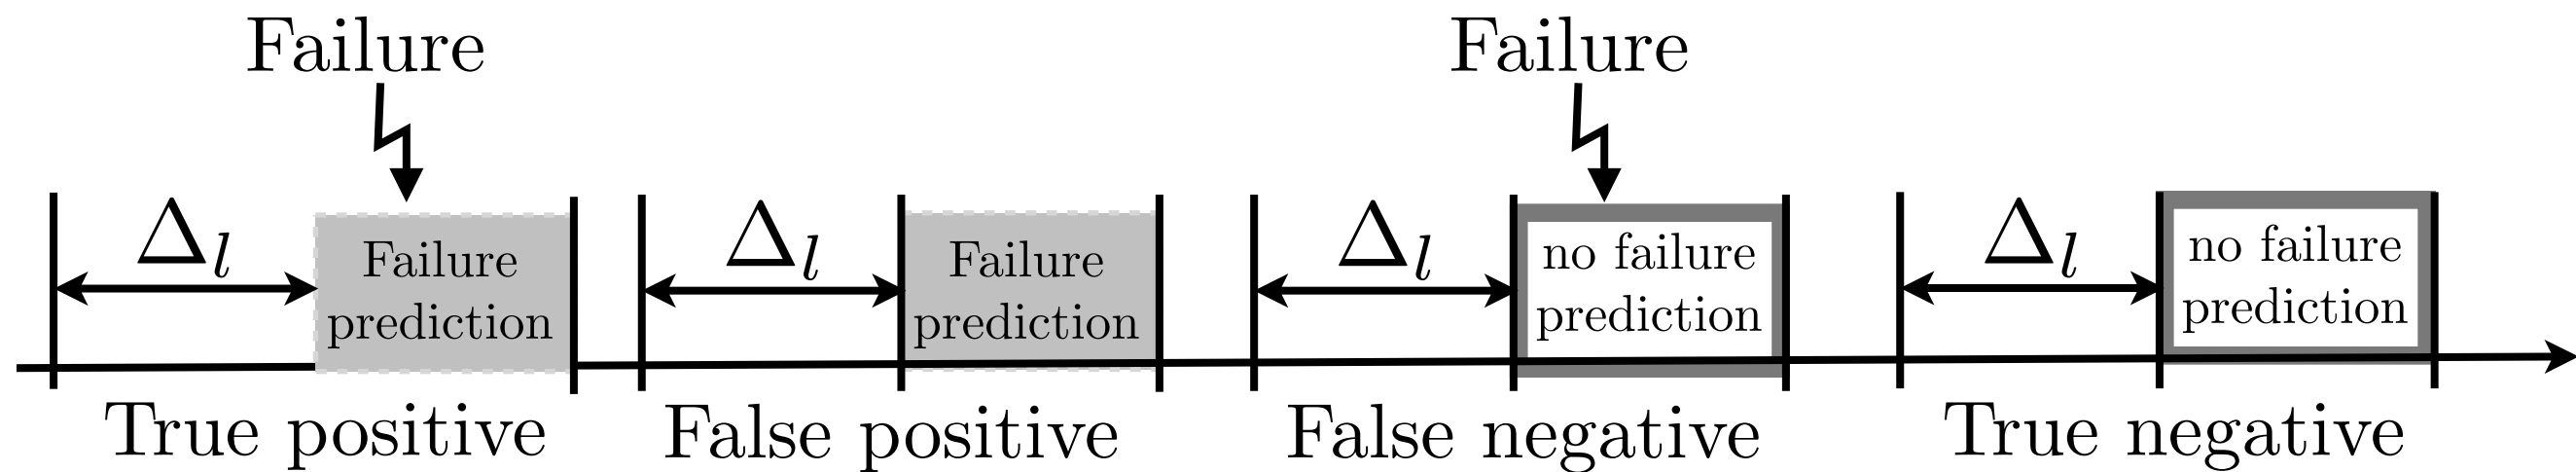 Failure
Failure
Δl
Failure
prediction
Δl
Failure
prediction
Δl
no failure
prediction
Δl
no failure
prediction
True positive
False positive
False negative
True negative